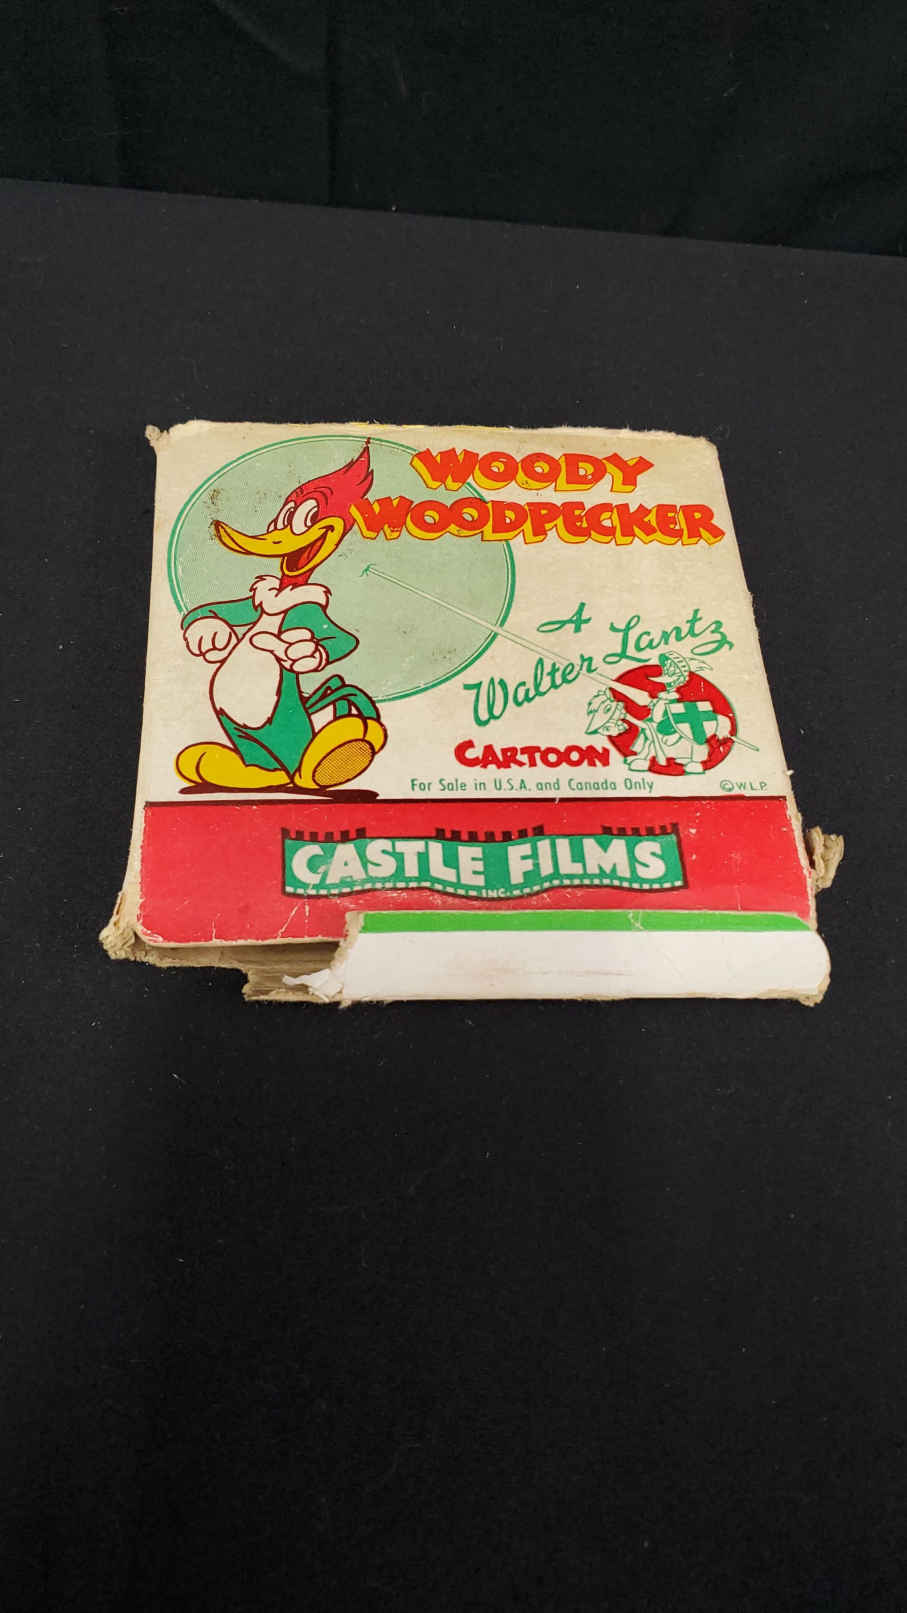 WOODY
WOODPECKER
A
Walter Lantz
CARTOON
For Sale in U.S.A. and Canada Only
© W.L.P.
CASTLE FILMS
INC.